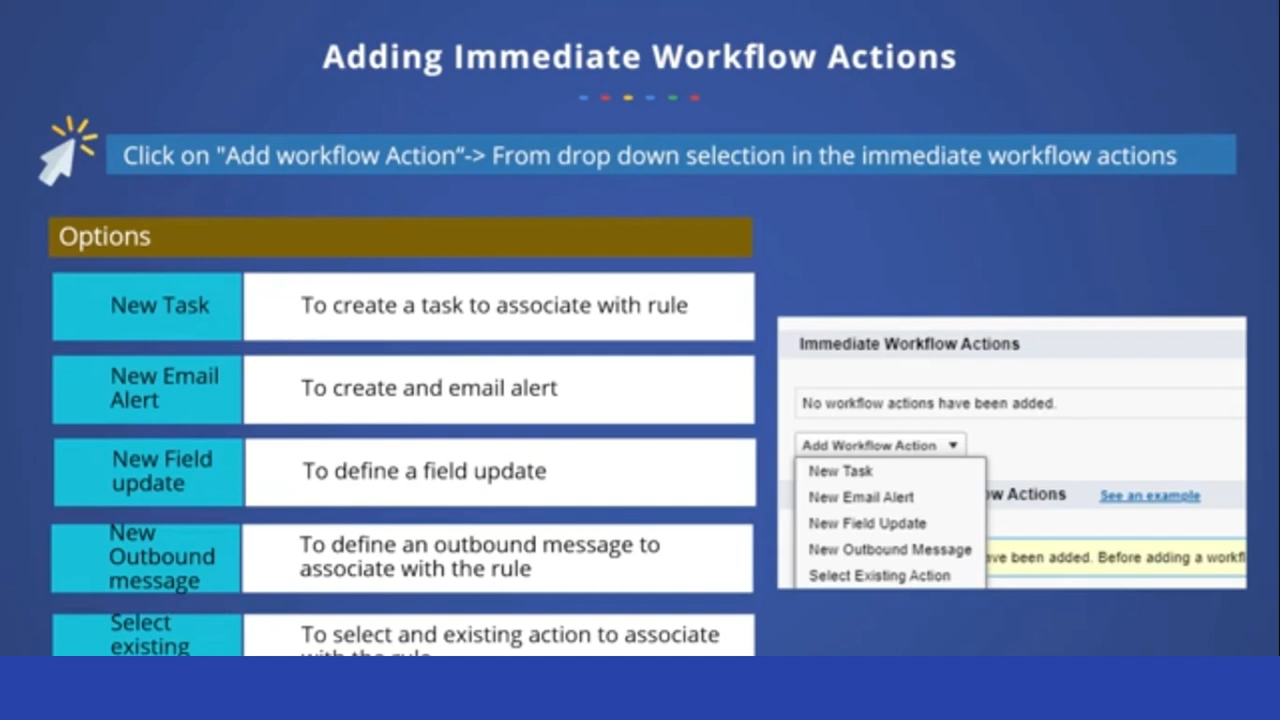 Adding Immediate Workflow Actions
Click on "Add workflow Action“-> From drop down selection in the immediate workflow actions
Options
New Task
To create a task to associate with rule
New Email
Alert
To create and email alert
New Field
update
To define a field update
New
Outbound
message
To define an outbound message to
associate with the rule
Select
existing
To select and existing action to associate
with the rule
Immediate Workflow Actions
No workflow actions have been added.
Add Workflow Action
New Task
New Email Alert
New Field Update
New Outbound Message
Select Existing Action
ow Actions See an example
ave been added. Before adding a workfl